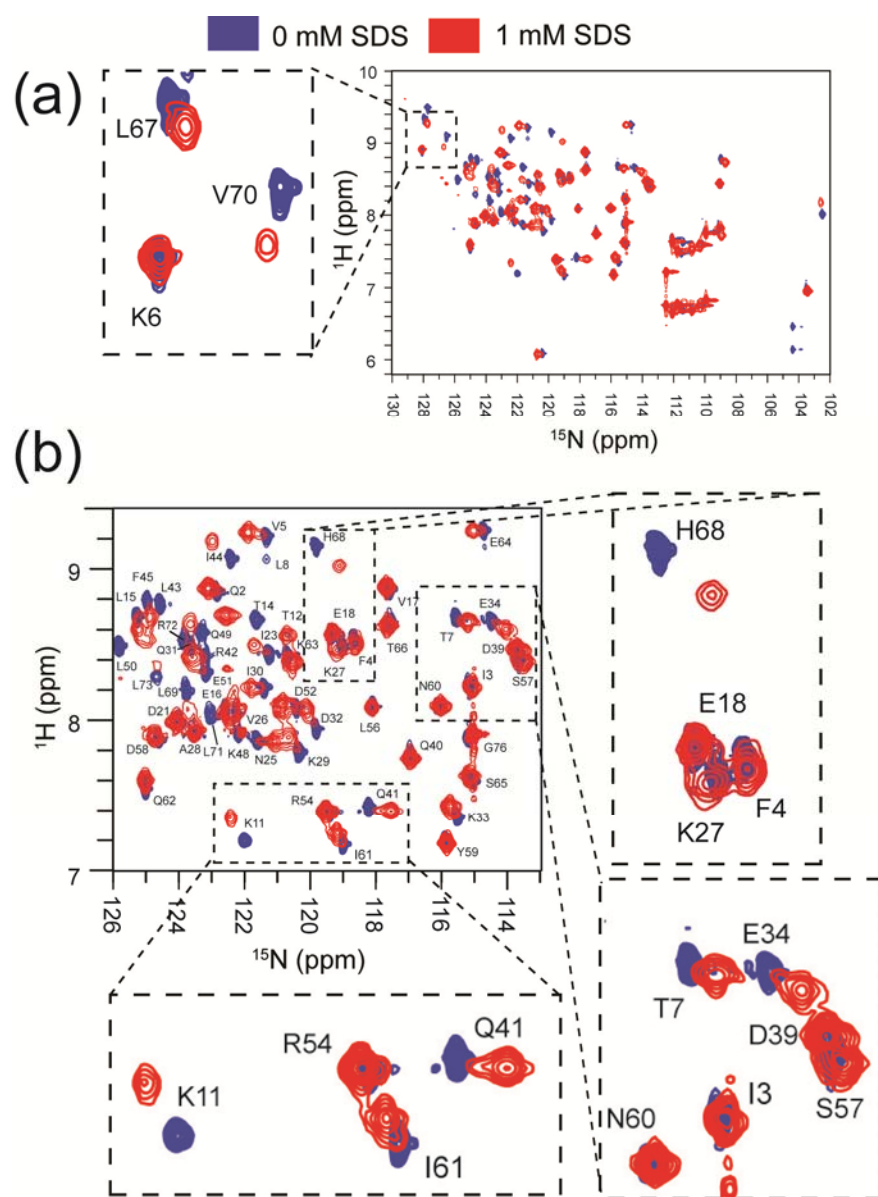 0 mM SDS 1 mM SDS
(a)
L67
V70
K6
10
9
8
7
6
¹H (ppm)
130 128 126 124 122 120 118 116 114 112 110 108 106 104 102
¹⁵N (ppm)
(b)
9
8
7
¹H (ppm)
V5
I44
H68
E64
L8
F45
L43
Q2
L15
T14
T12
V17
E18
T7
E34
R72
Q49
I23
K63
T66
D39
Q31
R42
F4
K27
S57
L50
L73
I30
I3
L69
E51
E16
D52
N60
D21
V26
D32
L56
D58
A28
L71
K48
N25
K29
Q40
G76
Q62
S65
R54
Q41
K11
K33
I61
Y59
126 124 122 120 118 116 114
¹⁵N (ppm)
H68
E18
K27
F4
E34
T7
D39
I3
S57
N60
R54
Q41
K11
I61